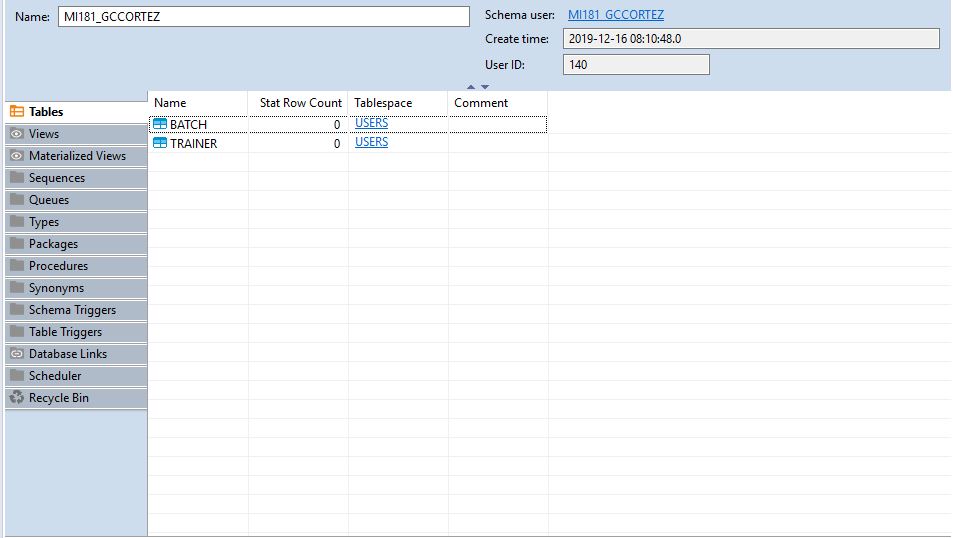 Name: MI181_GCCORTEZ
Schema user: MI181_GCCORTEZ
Create time: 2019-12-16 08:10:48.0
User ID: 140
Tables
Views
Materialized Views
Sequences
Queues
Types
Packages
Procedures
Synonyms
Schema Triggers
Table Triggers
Database Links
Scheduler
Recycle Bin
Name Stat Row Count Tablespace Comment
BATCH 0 USERS
TRAINER 0 USERS